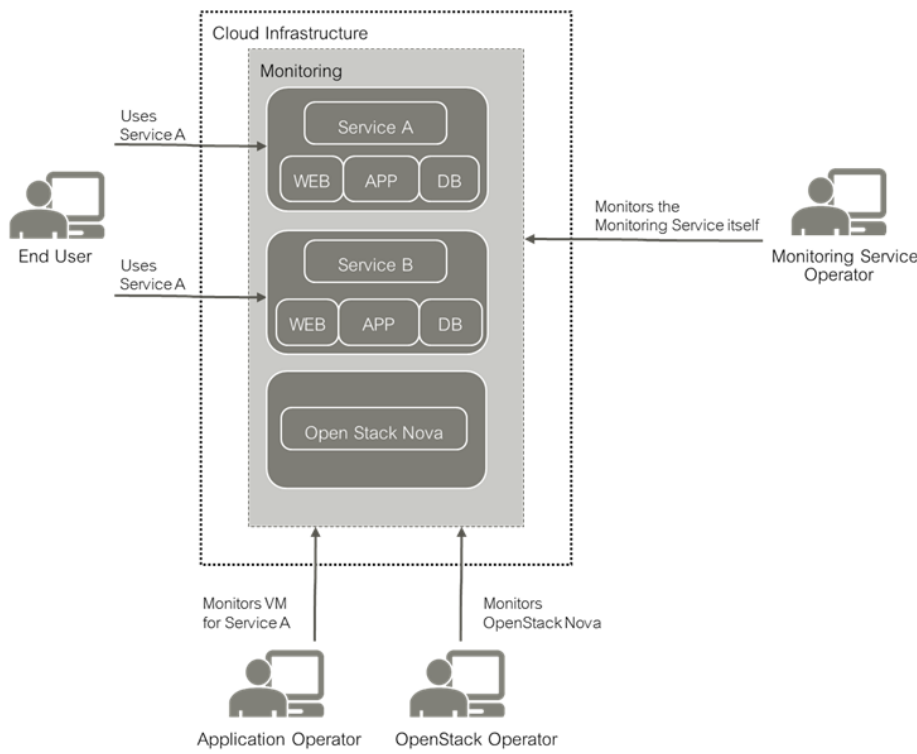 Cloud Infrastructure
Monitoring
Uses
Service A
Service A
WEB
APP
DB
End User
Monitors the
Monitoring Service itself
Monitoring Service
Operator
Uses
Service A
Service B
WEB
APP
DB
Open Stack Nova
Monitors VM
for Service A
Monitors
OpenStack Nova
Application Operator
OpenStack Operator